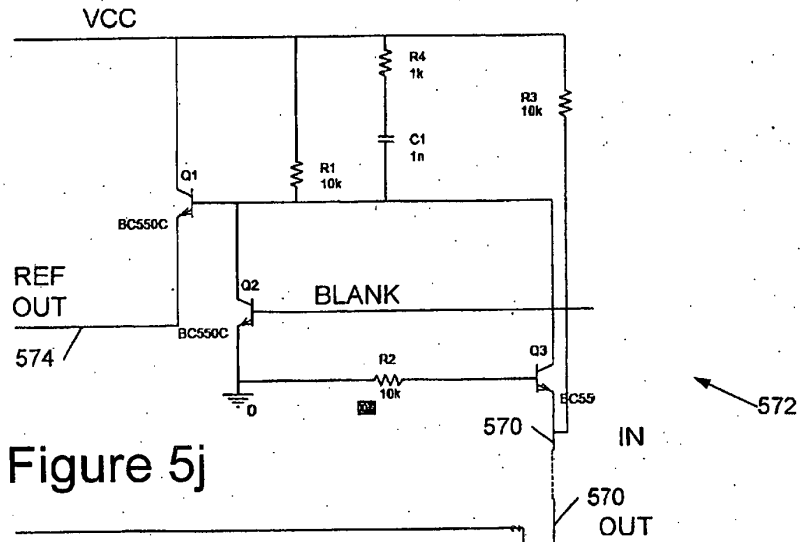 VCC
R4
1k
R3
10k
C1
1n
Q1
R1
10k
BC550C
REF
OUT
Q2
BLANK
BC550C
574
R2
10k
Q3
BC55
0
572
570
IN
Figure 5j
570
OUT